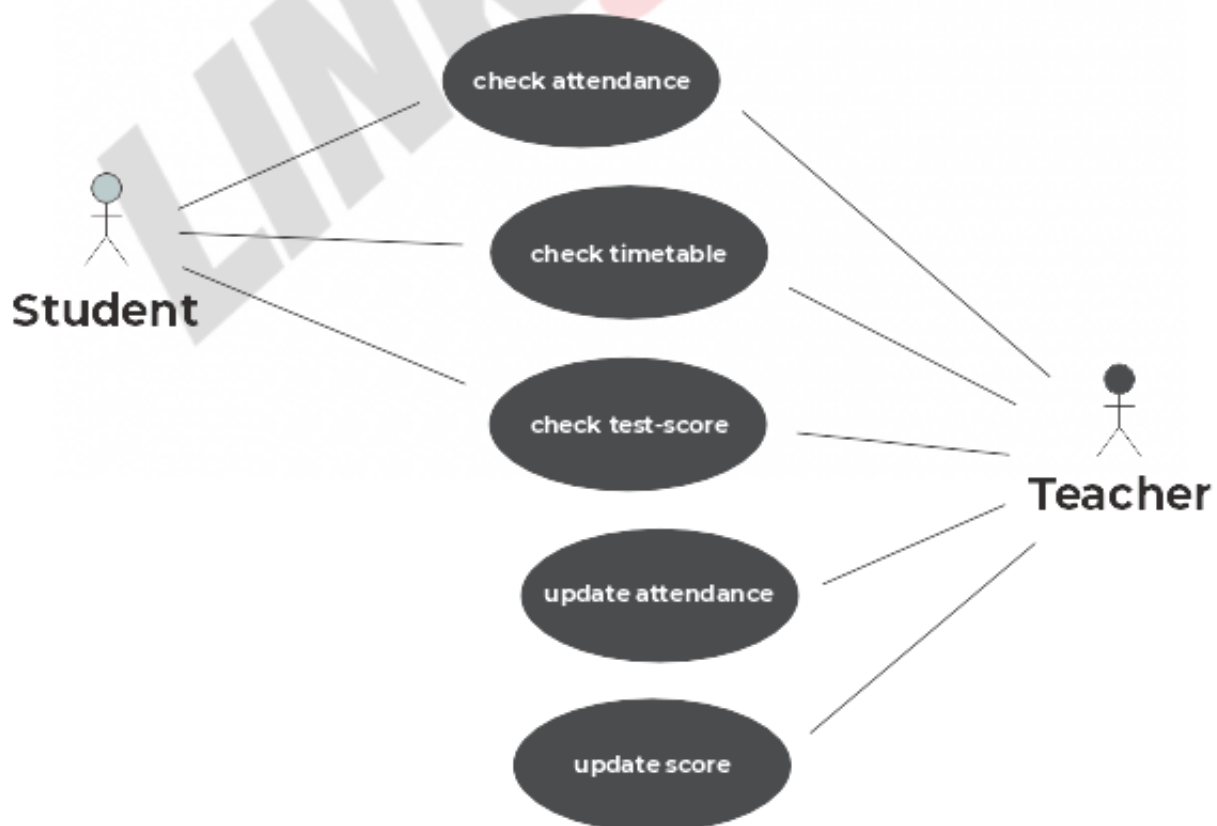 check attendance
check timetable
Student
check test-score
Teacher
update attendance
update score